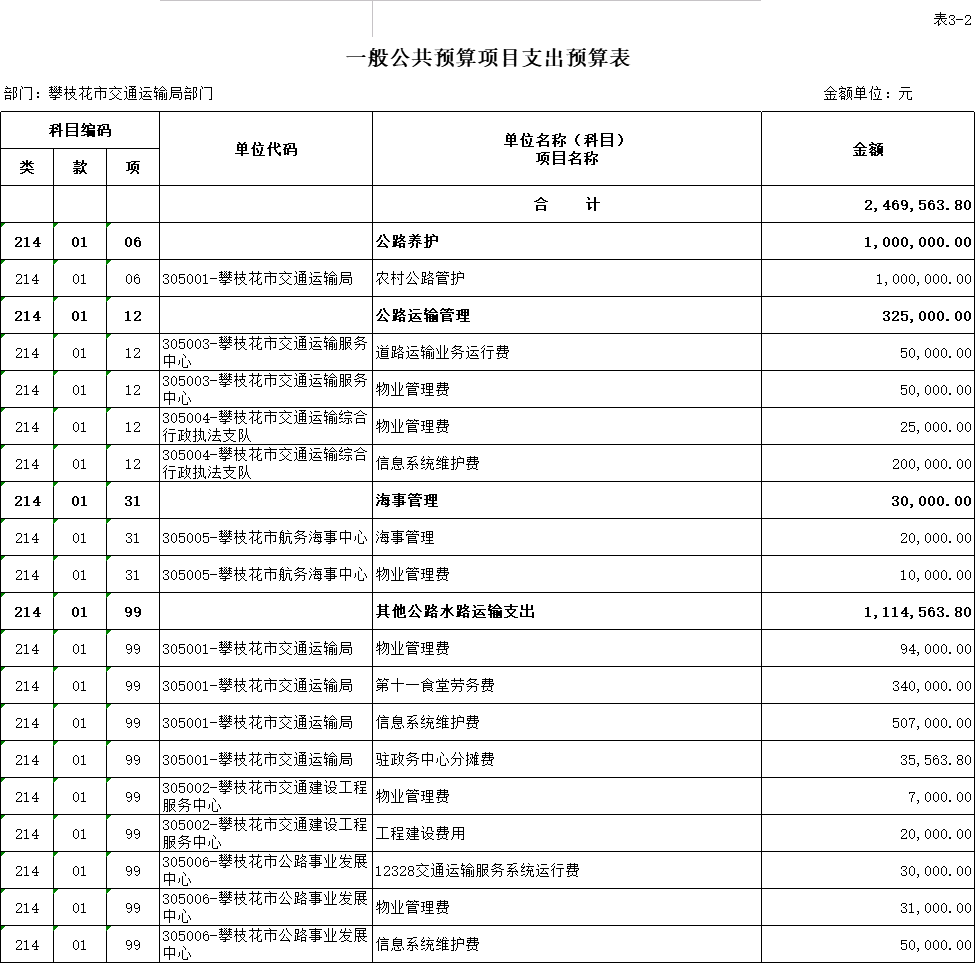 表3-2
一般公共预算项目支出预算表
部门：攀枝花市交通运输局部门 金额单位：元
科目编码 单位代码 单位名称（科目） 金额
项目名称
类 款 项
合 计 2,469,563.80
214 01 06 公路养护 1,000,000.00
214 01 06 305001-攀枝花市交通运输局 农村公路管护 1,000,000.00
214 01 12 公路运输管理 325,000.00
214 01 12 305003-攀枝花市交通运输服务 道路运输业务运行费 50,000.00
中心
214 01 12 305003-攀枝花市交通运输服务 物业管理费 50,000.00
中心
214 01 12 305004-攀枝花市交通运输综合 物业管理费 25,000.00
行政执法支队
214 01 12 305004-攀枝花市交通运输综合 信息系统维护费 200,000.00
行政执法支队
214 01 31 海事管理 30,000.00
214 01 31 305005-攀枝花市航务海事中心 海事管理 20,000.00
214 01 31 305005-攀枝花市航务海事中心 物业管理费 10,000.00
214 01 99 其他公路水路运输支出 1,114,563.80
214 01 99 305001-攀枝花市交通运输局 物业管理费 94,000.00
214 01 99 305001-攀枝花市交通运输局 第十一食堂劳务费 340,000.00
214 01 99 305001-攀枝花市交通运输局 信息系统维护费 507,000.00
214 01 99 305001-攀枝花市交通运输局 驻政务中心分摊费 35,563.80
214 01 99 305002-攀枝花市交通建设工程 物业管理费 7,000.00
服务中心
214 01 99 305002-攀枝花市交通建设工程 工程建设费用 20,000.00
服务中心
214 01 99 305006-攀枝花市公路事业发展 12328交通运输服务系统运行费 30,000.00
中心
214 01 99 305006-攀枝花市公路事业发展 物业管理费 31,000.00
中心
214 01 99 305006-攀枝花市公路事业发展 信息系统维护费 50,000.00
中心